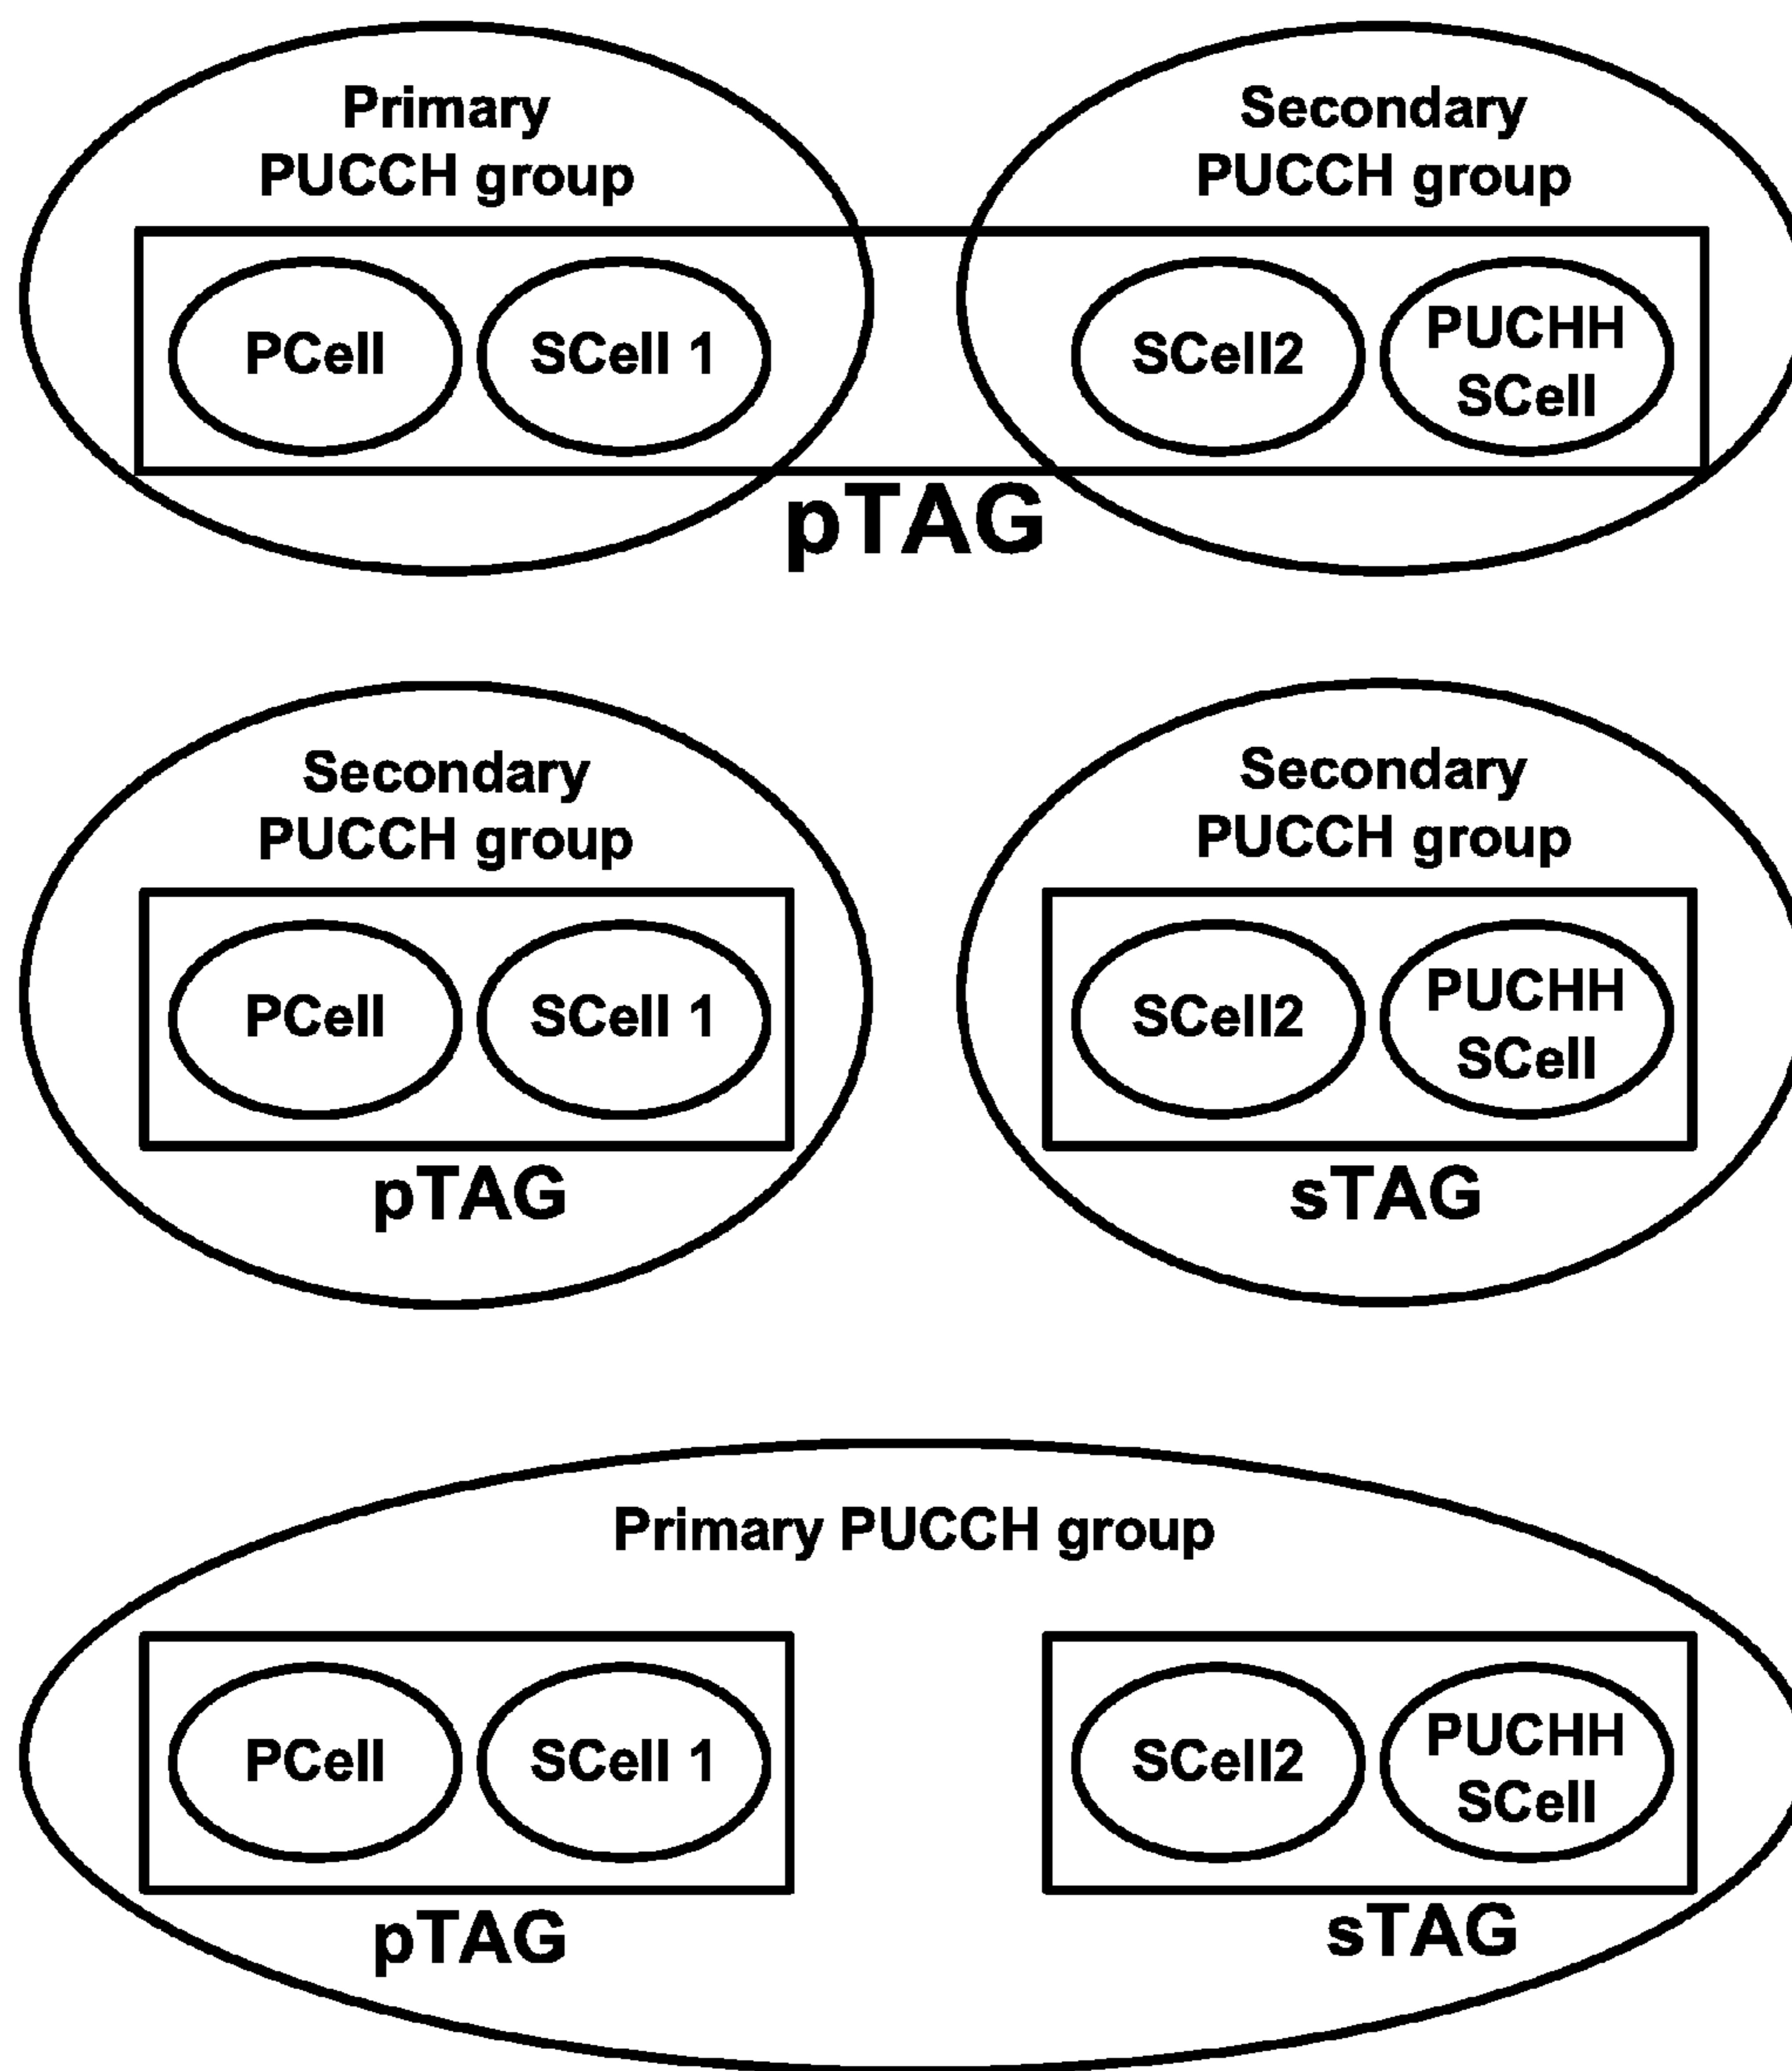 Primary
PUCCH group
Secondary
PUCCH group
PCell
SCell 1
SCell2
PUCHH
SCell
pTAG
Secondary
PUCCH group
Secondary
PUCCH group
PCell
SCell 1
SCell2
PUCHH
SCell
pTAG
sTAG
Primary PUCCH group
PCell
SCell 1
SCell2
PUCHH
SCell
pTAG
sTAG